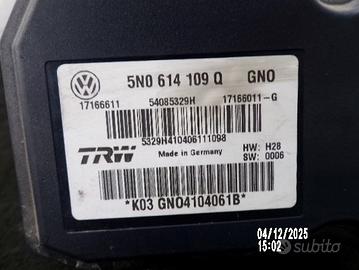 5N0 614 109 Q GNO
17166611 54085329H 17166011-G
5329H410406111098
TRW Made in Germany HW: H28
SW: 0006
*K03 GNO4104061B*
04/12/2025
15:02
subito